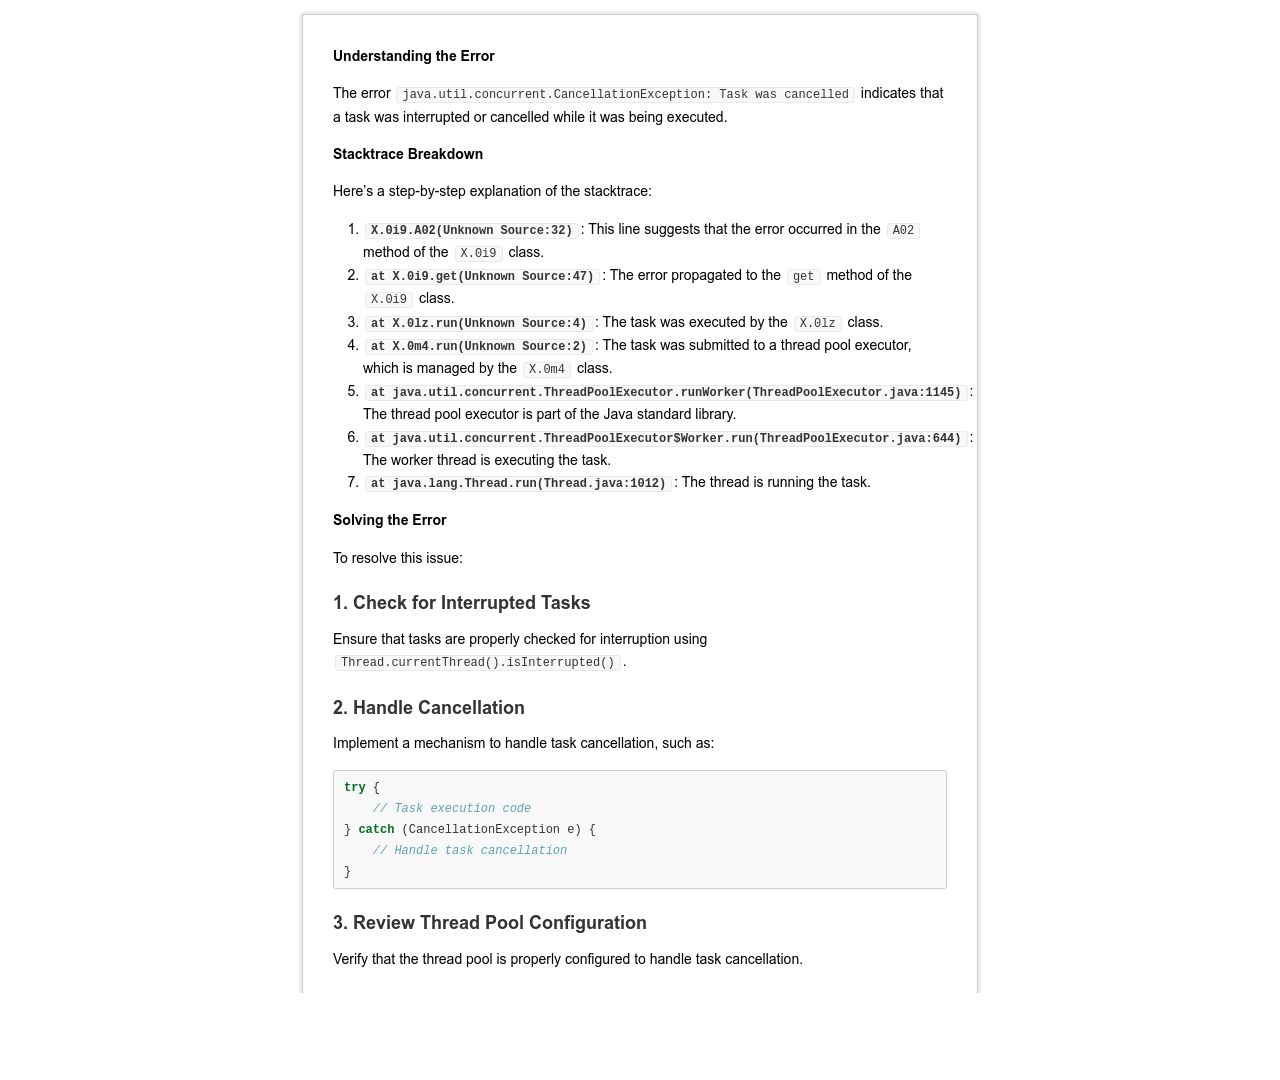 Understanding the Error
The error java.util.concurrent.CancellationException: Task was cancelled indicates that
a task was interrupted or cancelled while it was being executed.
Stacktrace Breakdown
Here’s a step-by-step explanation of the stacktrace:
1. X.0i9.A02(Unknown Source:32) : This line suggests that the error occurred in the A02
method of the X.0i9 class.
2. at X.0i9.get(Unknown Source:47) : The error propagated to the get method of the
X.0i9 class.
3. at X.0lz.run(Unknown Source:4) : The task was executed by the X.0lz class.
4. at X.0m4.run(Unknown Source:2) : The task was submitted to a thread pool executor,
which is managed by the X.0m4 class.
5. at java.util.concurrent.ThreadPoolExecutor.runWorker(ThreadPoolExecutor.java:1145) :
The thread pool executor is part of the Java standard library.
6. at java.util.concurrent.ThreadPoolExecutor$Worker.run(ThreadPoolExecutor.java:644) :
The worker thread is executing the task.
7. at java.lang.Thread.run(Thread.java:1012) : The thread is running the task.
Solving the Error
To resolve this issue:
1. Check for Interrupted Tasks
Ensure that tasks are properly checked for interruption using
Thread.currentThread().isInterrupted() .
2. Handle Cancellation
Implement a mechanism to handle task cancellation, such as:
try {
    // Task execution code
} catch (CancellationException e) {
    // Handle task cancellation
}
3. Review Thread Pool Configuration
Verify that the thread pool is properly configured to handle task cancellation.